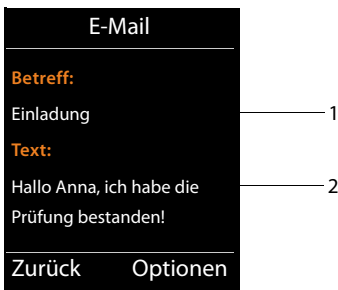 E-Mail
Betreff:
Einladung 1
Text:
Hallo Anna, ich habe die 2
Prüfung bestanden!
Zurück Optionen